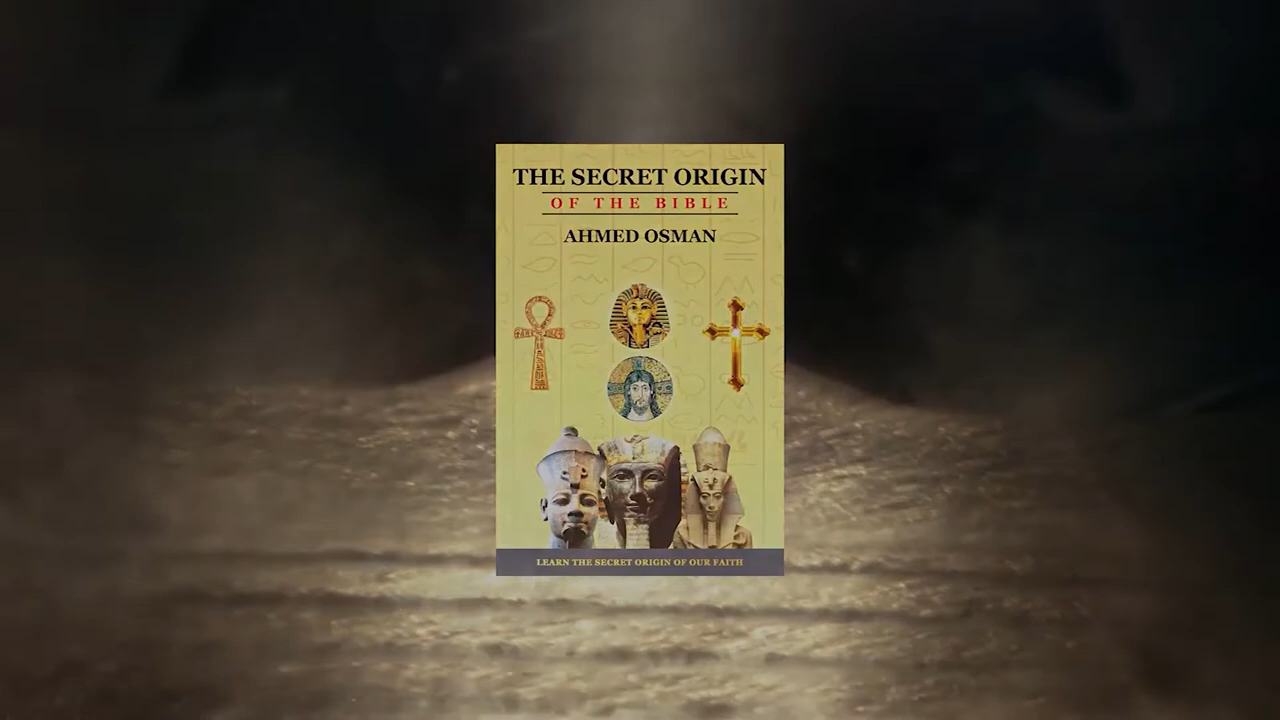 THE SECRET ORIGIN
OF THE BIBLE
AHMED OSMAN
LEARN THE SECRET ORIGIN OF OUR FAITH